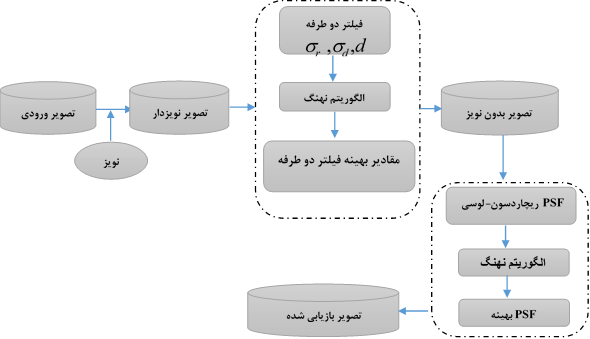 تصویر ورودی
نویز
تصویر نویزدار
فیلتر دو طرفه
σr ,σd,d
الگوریتم نهنگ
مقادیر بهینه فیلتر دو طرفه
تصویر بدون نویز
PSF ریچاردسون-لوسی
الگوریتم نهنگ
PSF بهینه
تصویر بازیابی شده